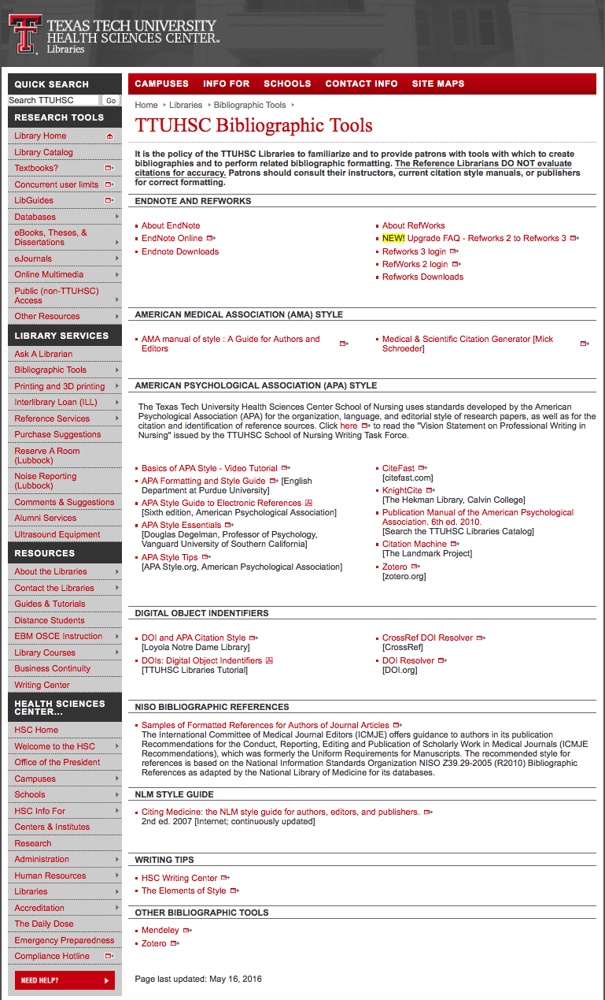 TEXAS TECH UNIVERSITY
HEALTH SCIENCES CENTER™
Libraries
QUICK SEARCH
Search TTUHSC
Go
RESEARCH TOOLS
Library Home
Library Catalog
Textbooks?
Concurrent user limits
LibGuides
Databases
eBooks, Theses, &
Dissertations
eJournals
Online Multimedia
Public (non-TTUHSC)
Access
Other Resources
LIBRARY SERVICES
Ask A Librarian
Bibliographic Tools
Printing and 3D printing
Interlibrary Loan (ILL)
Reference Services
Purchase Suggestions
Reserve A Room
(Lubbock)
Noise Reporting
(Lubbock)
Comments & Suggestions
Alumni Services
Ultrasound Equipment
RESOURCES
About the Libraries
Contact the Libraries
Guides & Tutorials
Distance Students
EBM OSCE Instruction
Library Courses
Business Continuity
Writing Center
HEALTH SCIENCES
CENTER...
HSC Home
Welcome to the HSC
Office of the President
Campuses
Schools
HSC Info For
Centers & Institutes
Research
Administration
Human Resources
Libraries
Accreditation
The Daily Dose
Emergency Preparedness
Compliance Hotline
NEED HELP?
CAMPUSES INFO FOR SCHOOLS CONTACT INFO SITE MAPS
Home Libraries Bibliographic Tools
TTUHSC Bibliographic Tools
It is the policy of the TTUHSC Libraries to familiarize and to provide patrons with tools with which to create
bibliographies and to perform related bibliographic formatting. The Reference Librarians DO NOT evaluate
citations for accuracy. Patrons should consult their instructors, current citation style manuals, or publishers
for correct formatting.
ENDNOTE AND REFWORKS
About EndNote
EndNote Online
Endnote Downloads
About RefWorks
NEW! Upgrade FAQ - Refworks 2 to Refworks 3
Refworks 3 login
RefWorks 2 login
Refworks Downloads
AMERICAN MEDICAL ASSOCIATION (AMA) STYLE
AMA manual of style : A Guide for Authors and
Editors
Medical & Scientific Citation Generator [Mick
Schroeder]
AMERICAN PSYCHOLOGICAL ASSOCIATION (APA) STYLE
The Texas Tech University Health Sciences Center School of Nursing uses standards developed by the American
Psychological Association (APA) for the organization, language, and editorial style of research papers, as well as for the
citation and identification of reference sources. Click here to read the "Vision Statement on Professional Writing in
Nursing" issued by the TTUHSC School of Nursing Writing Task Force.
Basics of APA Style - Video Tutorial
APA Formatting and Style Guide [English
Department at Purdue University]
APA Style Guide to Electronic References
[Sixth edition, American Psychological Association]
APA Style Essentials
[Douglas Degelman, Professor of Psychology,
Vanguard University of Southern California]
APA Style Tips
[APA Style.org, American Psychological Association]
CiteFast
[citefast.com]
KnightCite
[The Hekman Library, Calvin College]
Publication Manual of the American Psychological
Association. 6th ed. 2010.
[Search the TTUHSC Libraries Catalog]
Citation Machine
[The Landmark Project]
Zotero
[zotero.org]
DIGITAL OBJECT INDENTIFIERS
DOI and APA Citation Style
[Loyola Notre Dame Library]
DOIs: Digital Object Indentifiers
[TTUHSC Libraries Tutorial]
CrossRef DOI Resolver
[CrossRef]
DOI Resolver
[DOI.org]
NISO BIBLIOGRAPHIC REFERENCES
Samples of Formatted References for Authors of Journal Articles
The International Committee of Medical Journal Editors (ICMJE) offers guidance to authors in its publication
Recommendations for the Conduct, Reporting, Editing and Publication of Scholarly Work in Medical Journals (ICMJE
Recommendations), which was formerly the Uniform Requirements for Manuscripts. The recommended style for
references is based on the National Information Standards Organization NISO Z39.29-2005 (R2010) Bibliographic
References as adapted by the National Library of Medicine for its databases.
NLM STYLE GUIDE
Citing Medicine: the NLM style guide for authors, editors, and publishers.
2nd ed. 2007 [Internet; continuously updated]
WRITING TIPS
HSC Writing Center
The Elements of Style
OTHER BIBLIOGRAPHIC TOOLS
Mendeley
Zotero
Page last updated: May 16, 2016